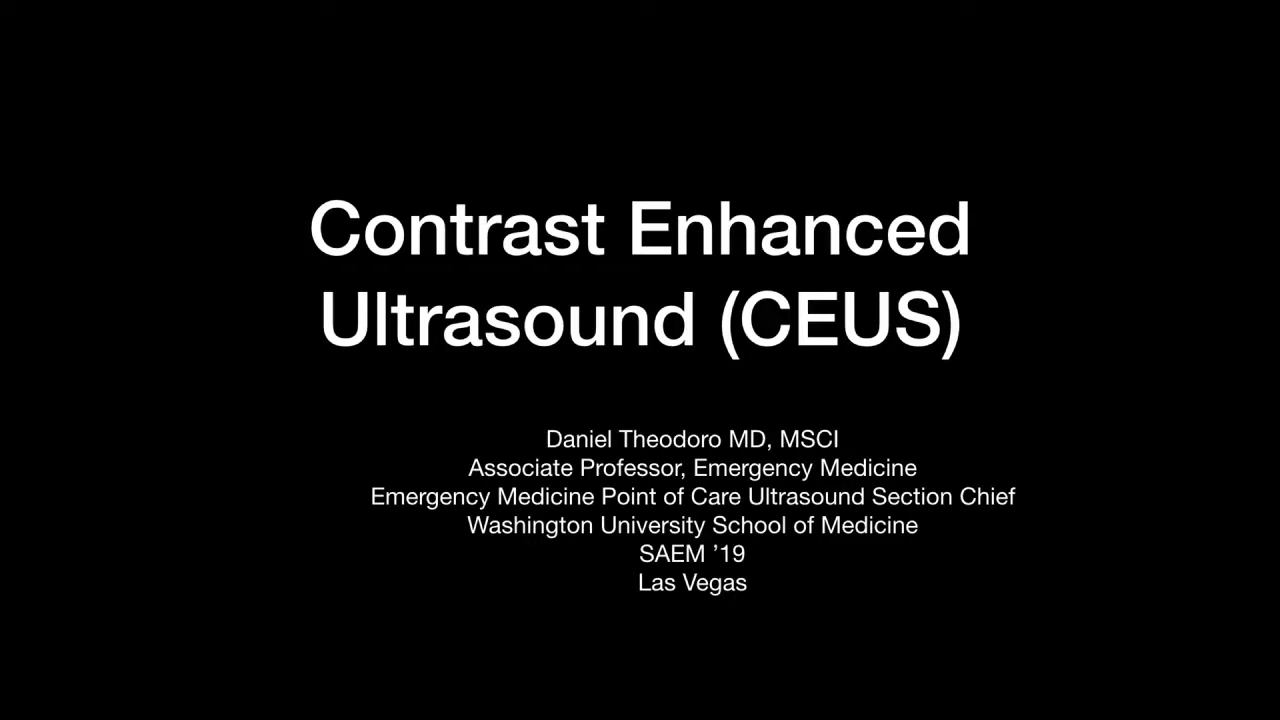 Contrast Enhanced
Ultrasound (CEUS)
Daniel Theodoro MD, MSCI
Associate Professor, Emergency Medicine
Emergency Medicine Point of Care Ultrasound Section Chief
Washington University School of Medicine
SAEM ’19
Las Vegas